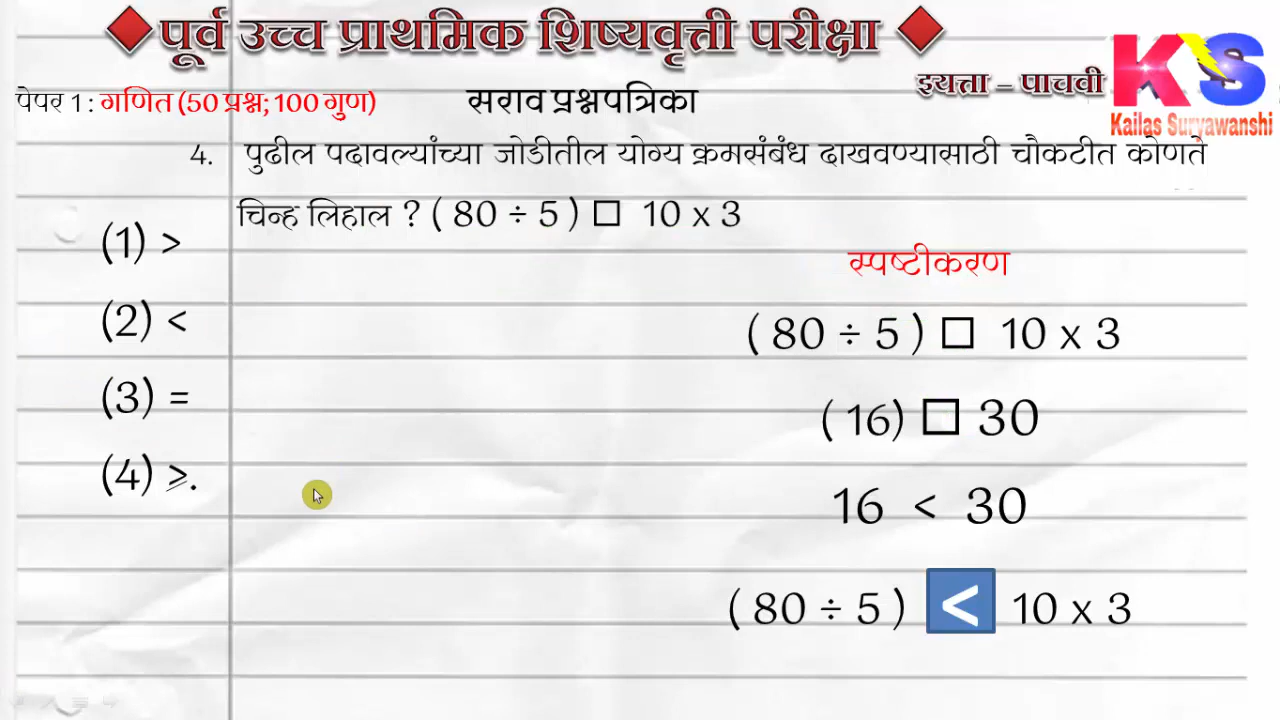 पूर्व उच्च प्राथमिक शिष्यवृत्ती परीक्षा
KS
इयत्ता – पाचवी
Kailas Suryawanshi
पेपर 1 : गणित (50 प्रश्न; 100 गुण)
सराव प्रश्नपत्रिका
4. पुढील पदावल्यांच्या जोडीतील योग्य क्रमसंबंध दाखवण्यासाठी चौकटीत कोणते
चिन्ह लिहाल ? ( 80 ÷ 5 ) □ 10 x 3
(1) >
(2) <
(3) =
(4) ⩾.
स्पष्टीकरण
( 80 ÷ 5 ) □ 10 x 3
( 16) □ 30
16 < 30
( 80 ÷ 5 ) < 10 x 3